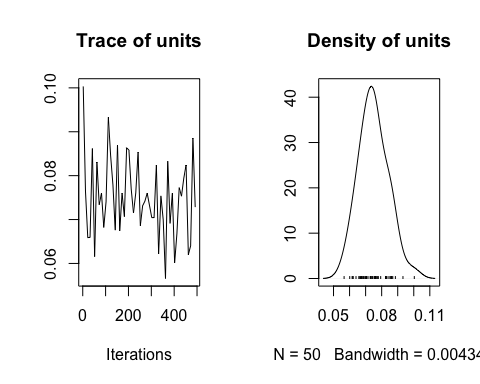 Trace of units
0.10
0.08
0.06
0 200 400
Iterations
Density of units
40
30
20
10
0
0.05 0.08 0.11
N = 50 Bandwidth = 0.00434